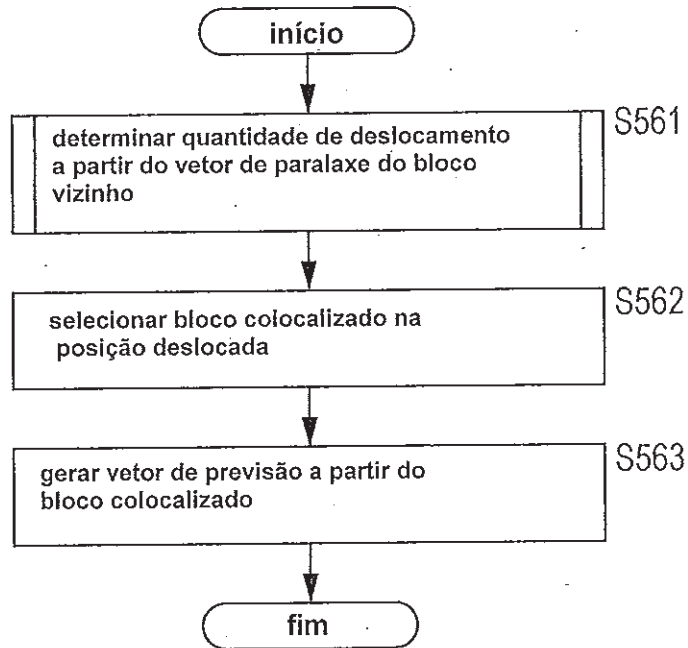 início
S561
determinar quantidade de deslocamento
a partir do vetor de paralaxe do bloco
vizinho
S562
selecionar bloco colocalizado na
posição deslocada
S563
gerar vetor de previsão a partir do
bloco colocalizado
fim